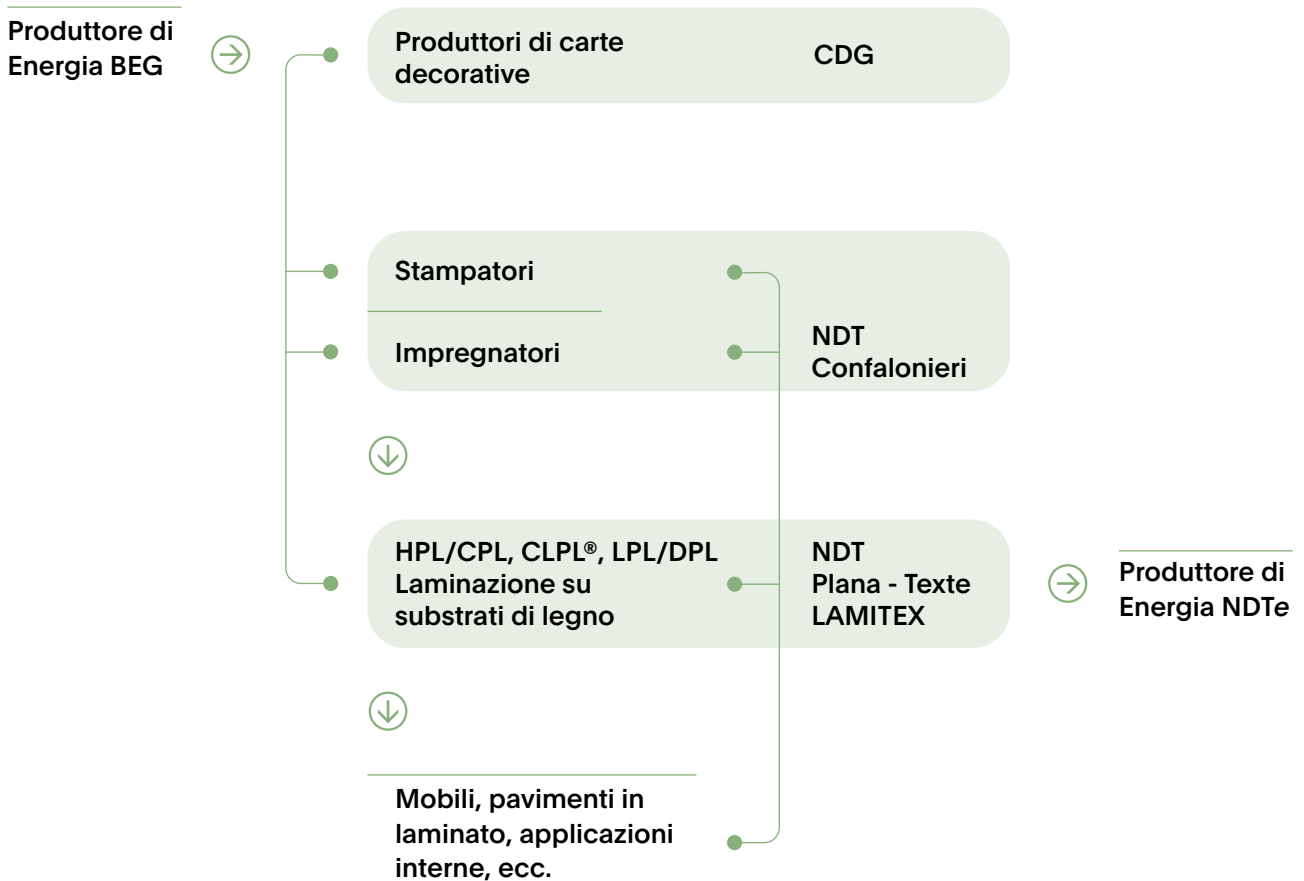 Produttore di
Energia BEG
Produttori di carte
decorative
CDG
Stampatori
Impregnatori
NDT
Confalonieri
HPL/CPL, CLPL®, LPL/DPL
Laminazione su
substrati di legno
NDT
Plana - Texte
LAMITEX
Produttore di
Energia NDTe
Mobili, pavimenti in
laminato, applicazioni
interne, ecc.